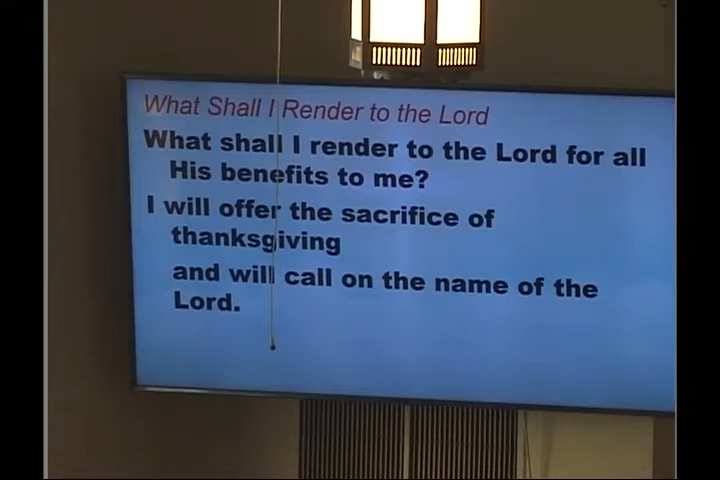 What Shall I Render to the Lord
What shall I render to the Lord for all
His benefits to me?
I will offer the sacrifice of
thanksgiving
and will call on the name of the
Lord.